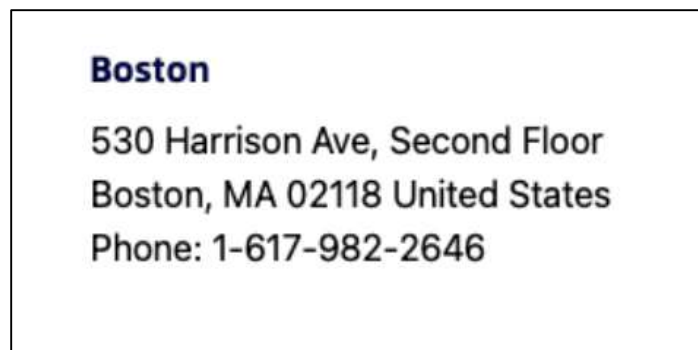 Boston
530 Harrison Ave, Second Floor
Boston, MA 02118 United States
Phone: 1-617-982-2646